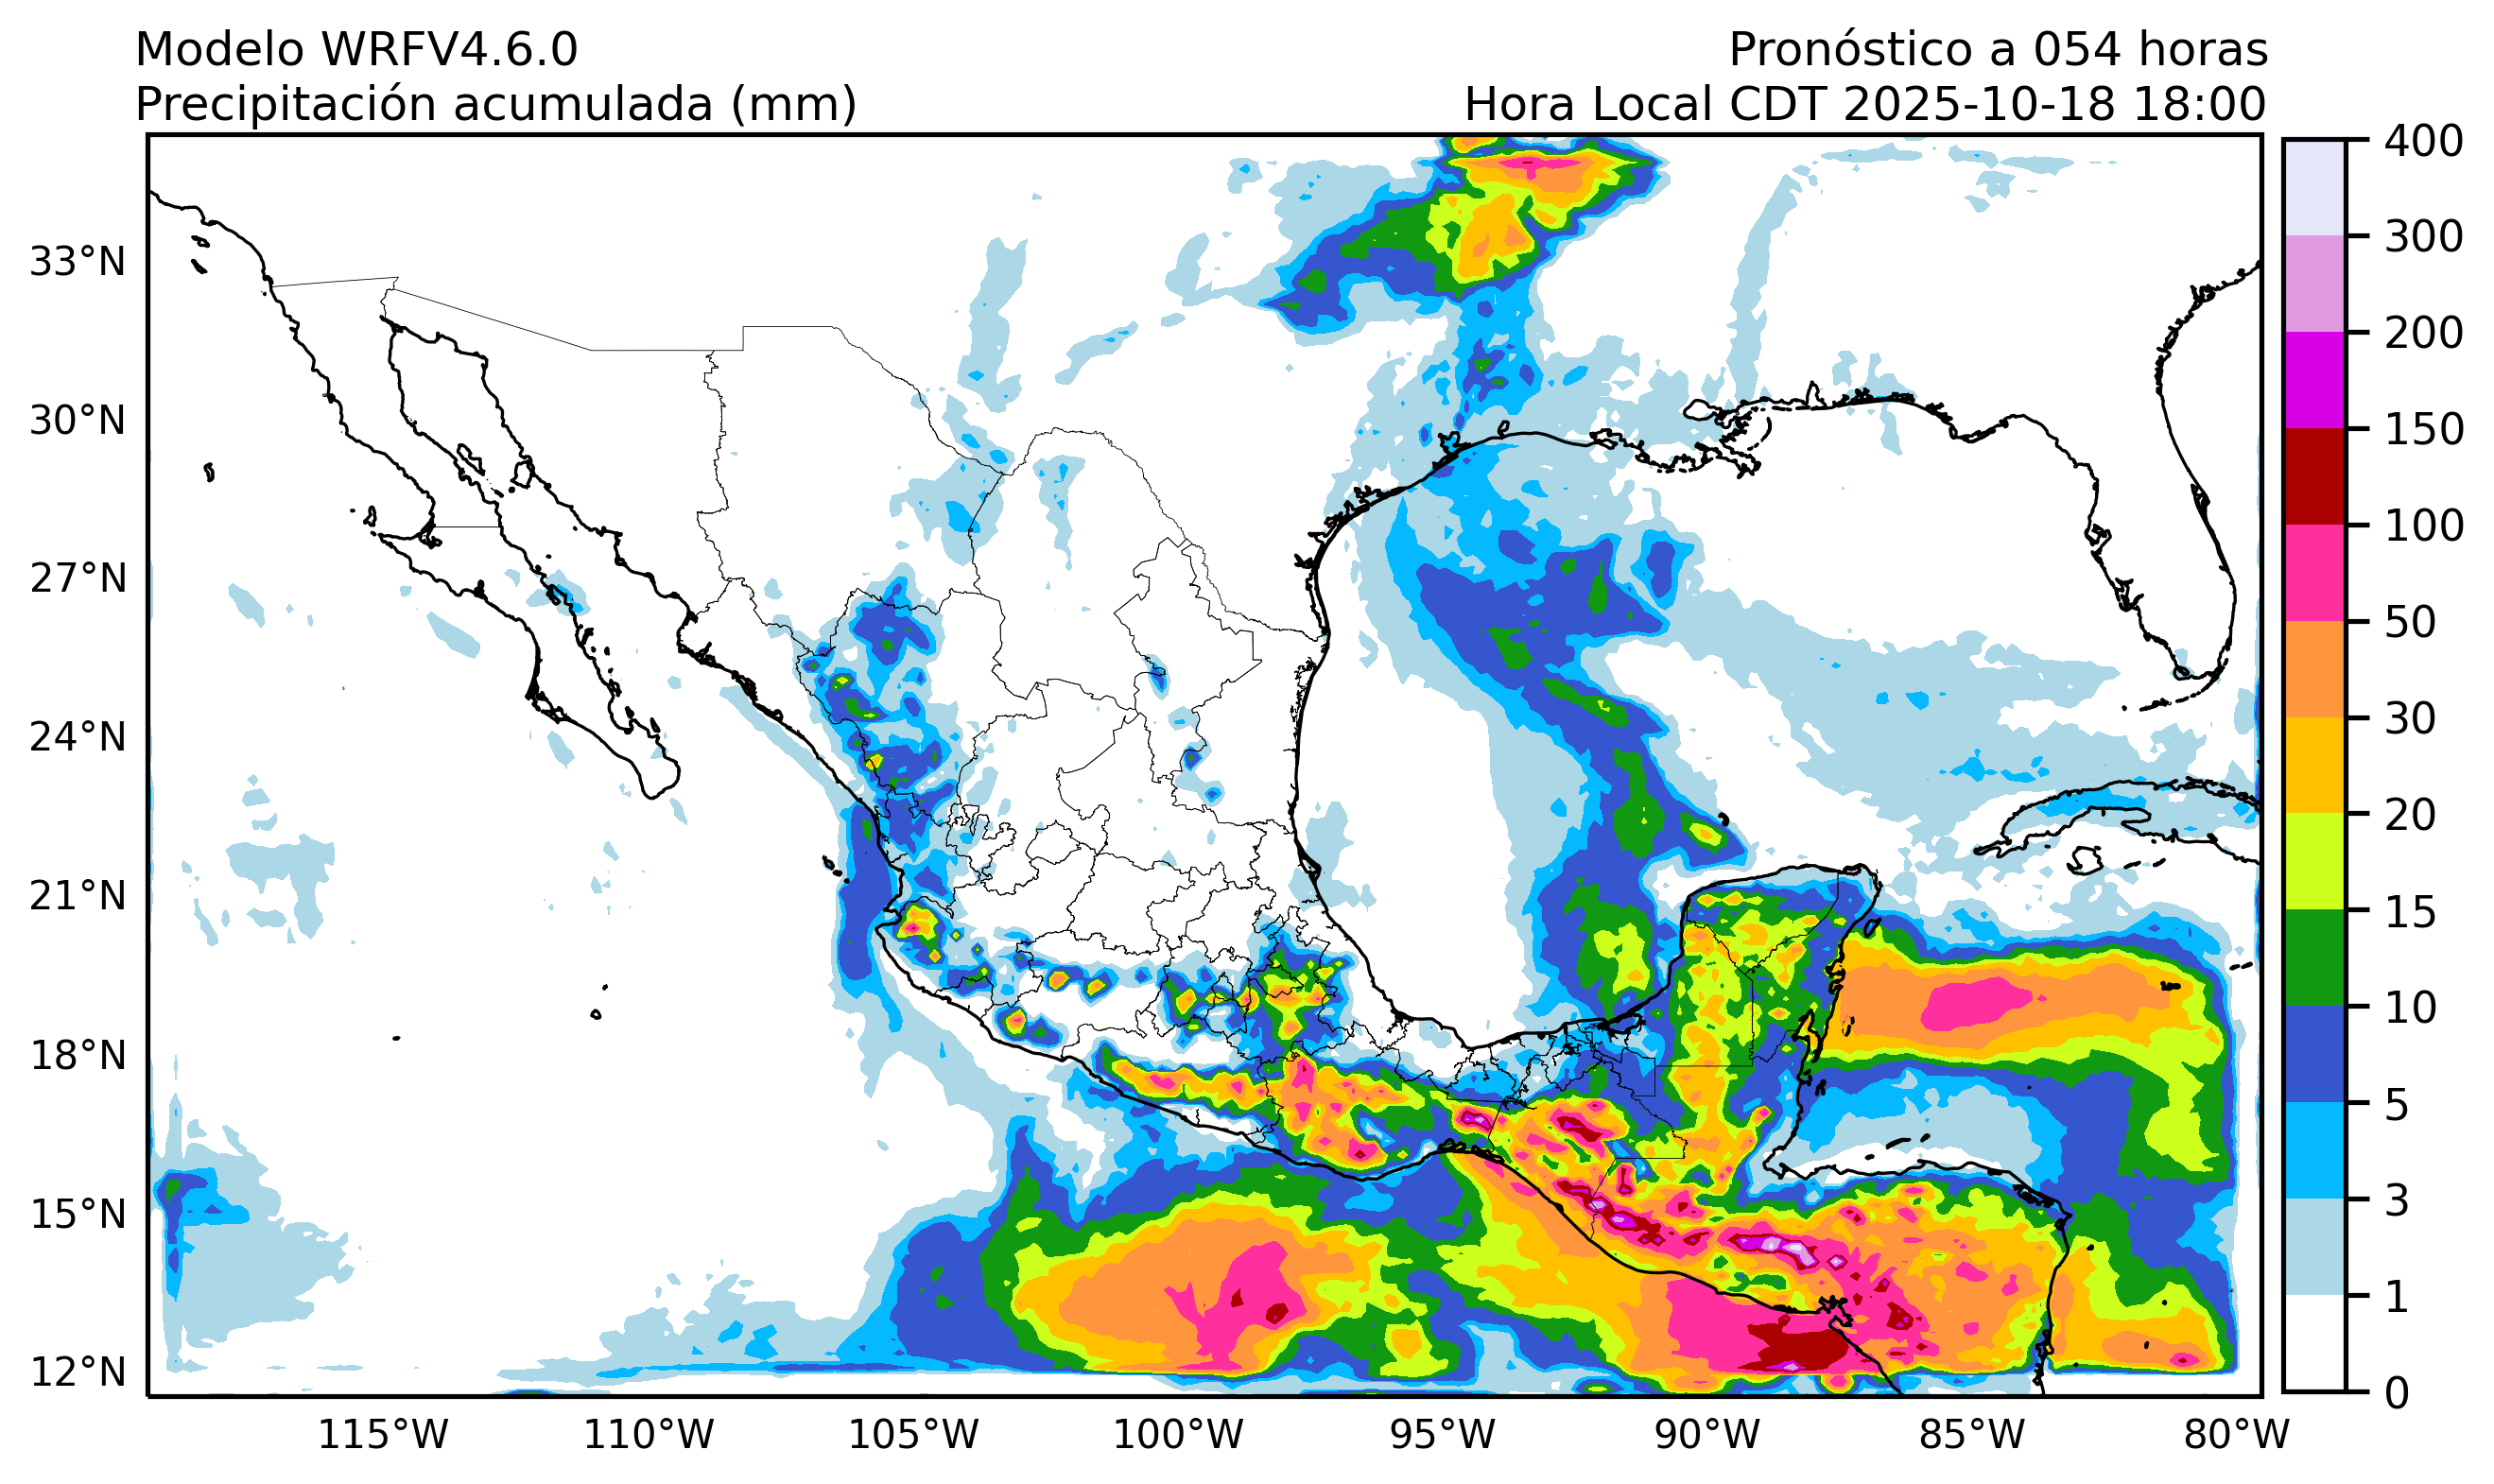 Modelo WRFV4.6.0
Pronóstico a 054 horas
Precipitación acumulada (mm)
Hora Local CDT 2025-10-18 18:00
33°N
30°N
27°N
24°N
21°N
18°N
15°N
12°N
115°W
110°W
105°W
100°W
95°W
90°W
85°W
80°W
400
300
200
150
100
50
30
20
15
10
5
3
1
0